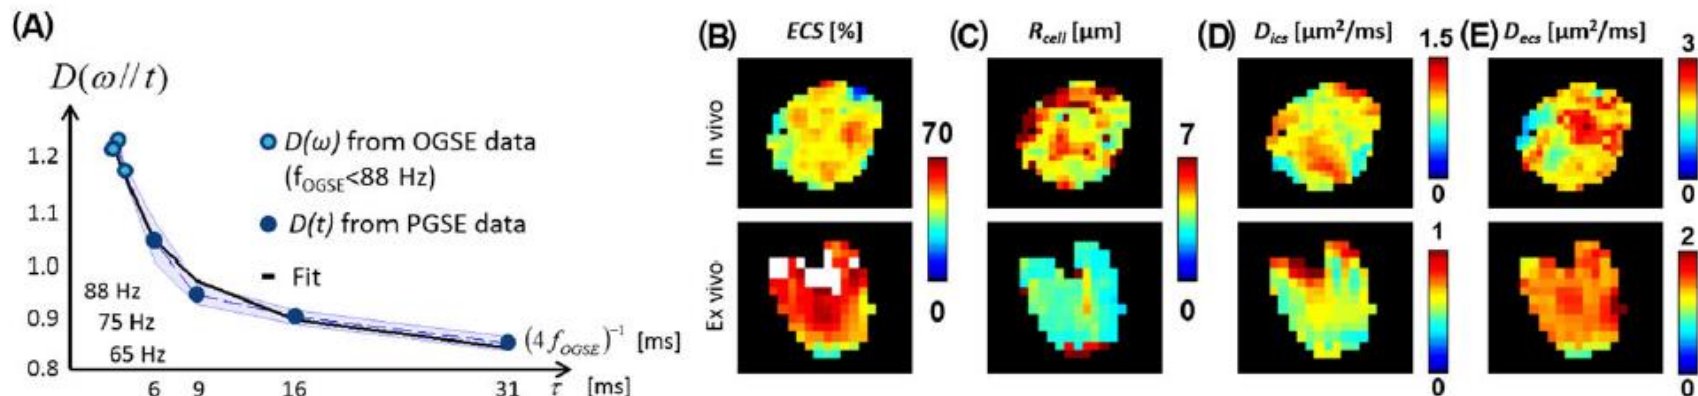 (A)
D(ω//t)
1.2
1.1
1.0
0.9
0.8
D(ω) from OGSE data
(fOGSE<88 Hz)
D(t) from PGSE data
Fit
88 Hz
75 Hz
65 Hz
(4 fOGSE)⁻¹ [ms]
6 9 16 31 τ [ms]
(B) ECS [%]
(C) Rcell [µm]
(D) Dics [µm²/ms]
(E) Decs [µm²/ms]
In vivo
Ex vivo
70
0
7
0
1.5
0
1
0
3
0
2
0